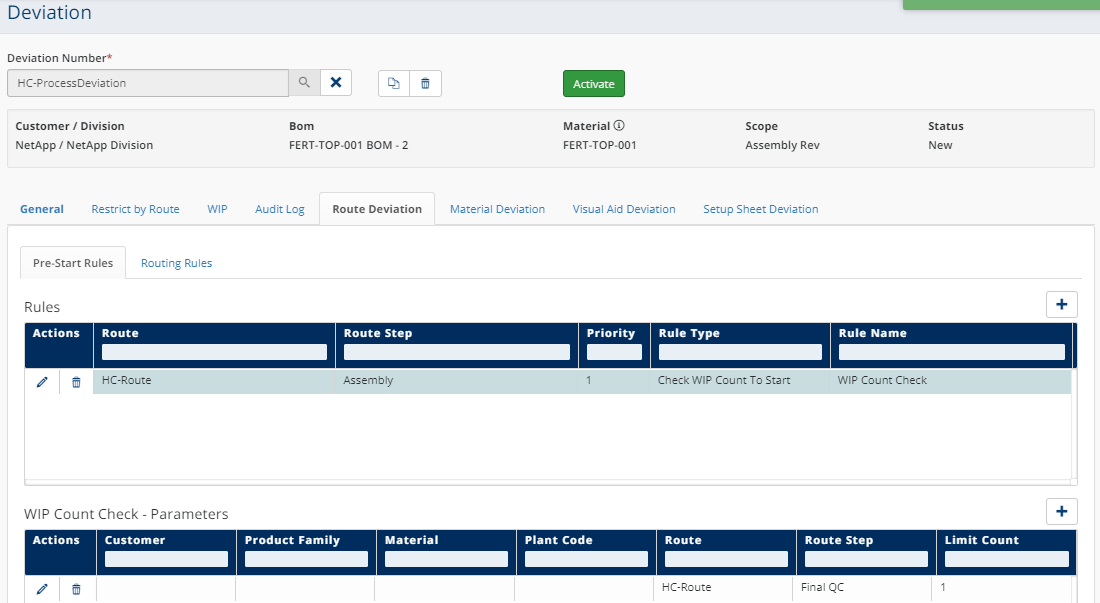 Deviation
Deviation Number*
HC-ProcessDeviation
Activate
Customer / Division Bom Material Scope Status
NetApp / NetApp Division FERT-TOP-001 BOM - 2 FERT-TOP-001 Assembly Rev New
General Restrict by Route WIP Audit Log Route Deviation Material Deviation Visual Aid Deviation Setup Sheet Deviation
Pre-Start Rules Routing Rules
Rules
Actions Route Route Step Priority Rule Type Rule Name
HC-Route Assembly 1 Check WIP Count To Start WIP Count Check
WIP Count Check - Parameters
Actions Customer Product Family Material Plant Code Route Route Step Limit Count
HC-Route Final QC 1